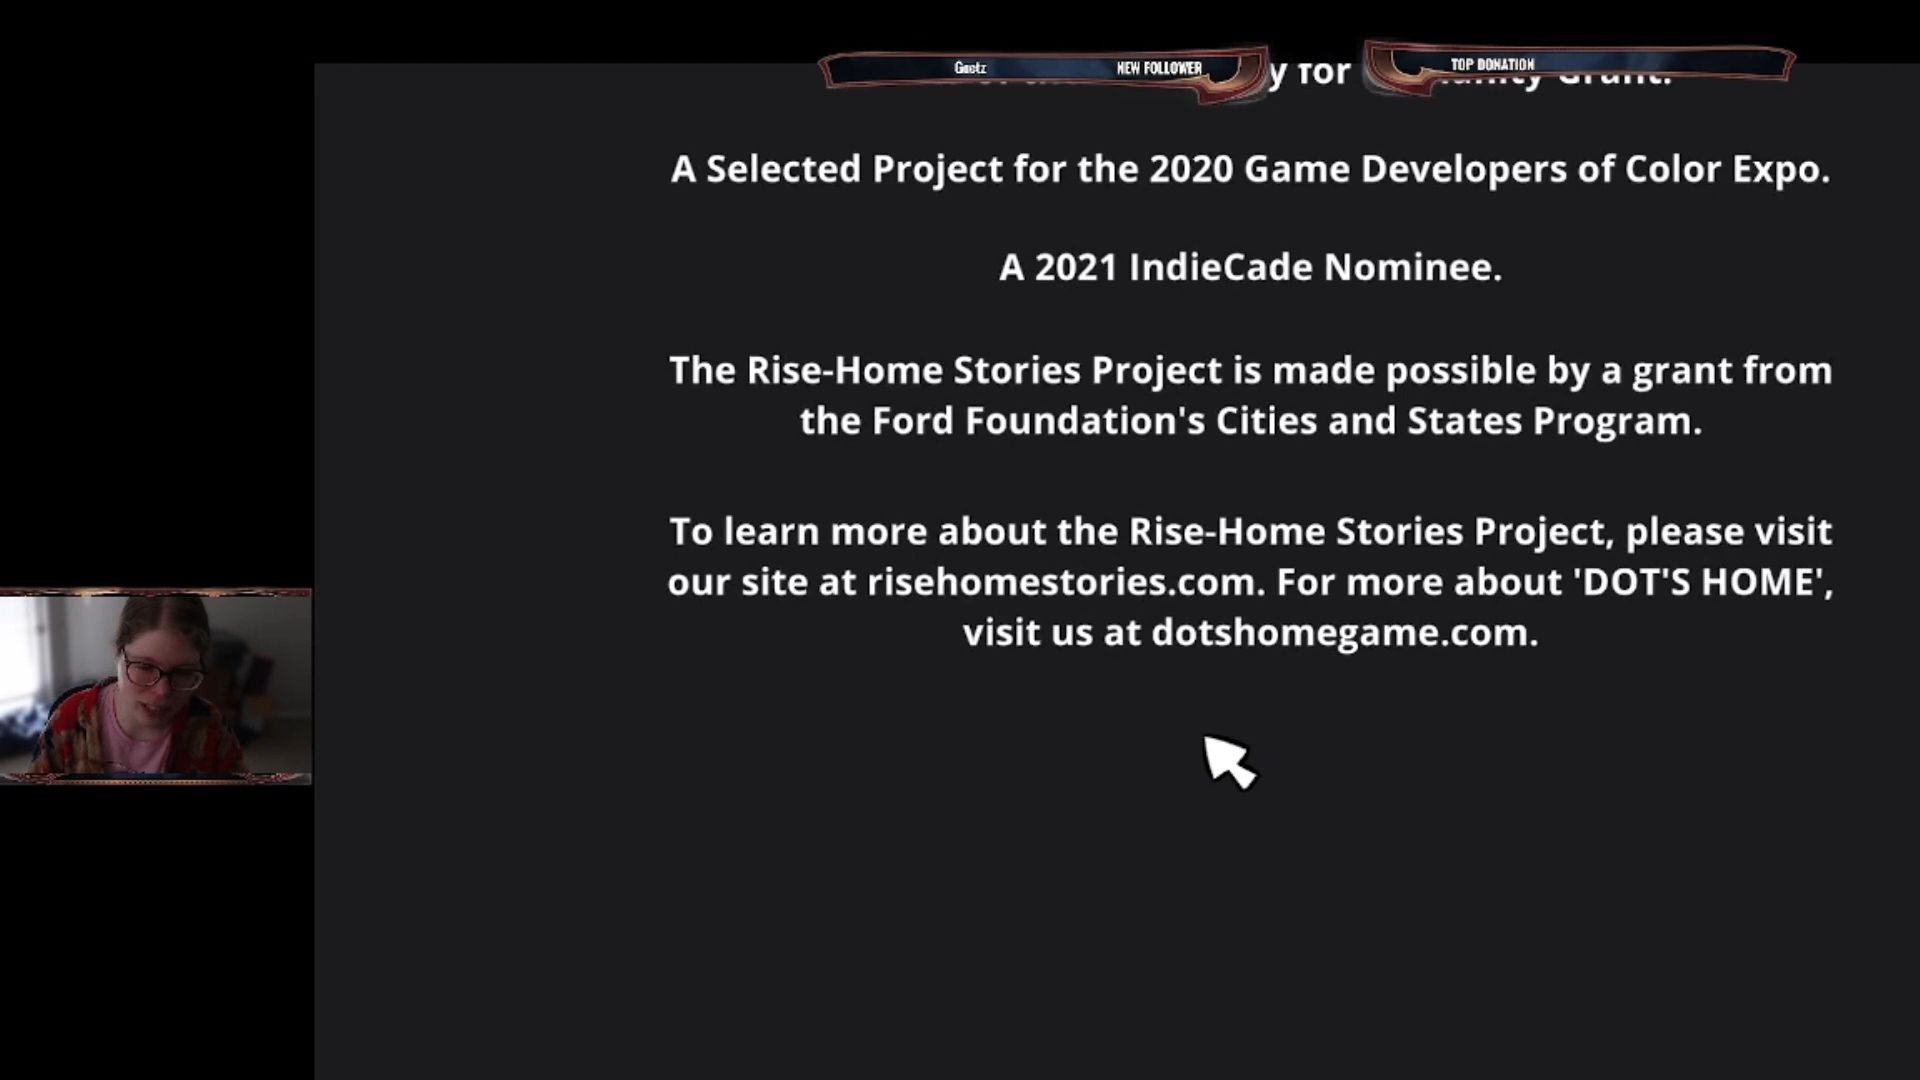 Gaetz NEW FOLLOWER y for TOP DONATION
Grant.
A Selected Project for the 2020 Game Developers of Color Expo.
A 2021 IndieCade Nominee.
The Rise-Home Stories Project is made possible by a grant from
the Ford Foundation's Cities and States Program.
To learn more about the Rise-Home Stories Project, please visit
our site at risehomestories.com. For more about 'DOT'S HOME',
visit us at dotshomegame.com.